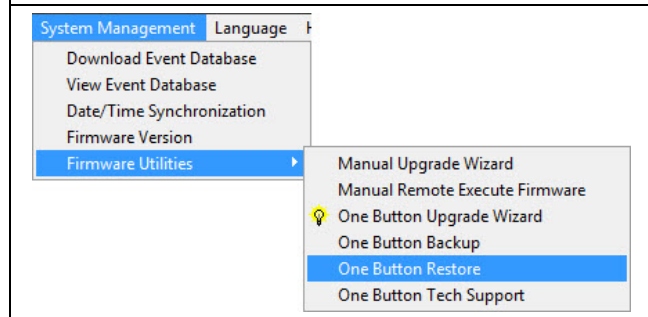 System Management Language
Download Event Database
View Event Database
Date/Time Synchronization
Firmware Version
Firmware Utilities
Manual Upgrade Wizard
Manual Remote Execute Firmware
One Button Upgrade Wizard
One Button Backup
One Button Restore
One Button Tech Support